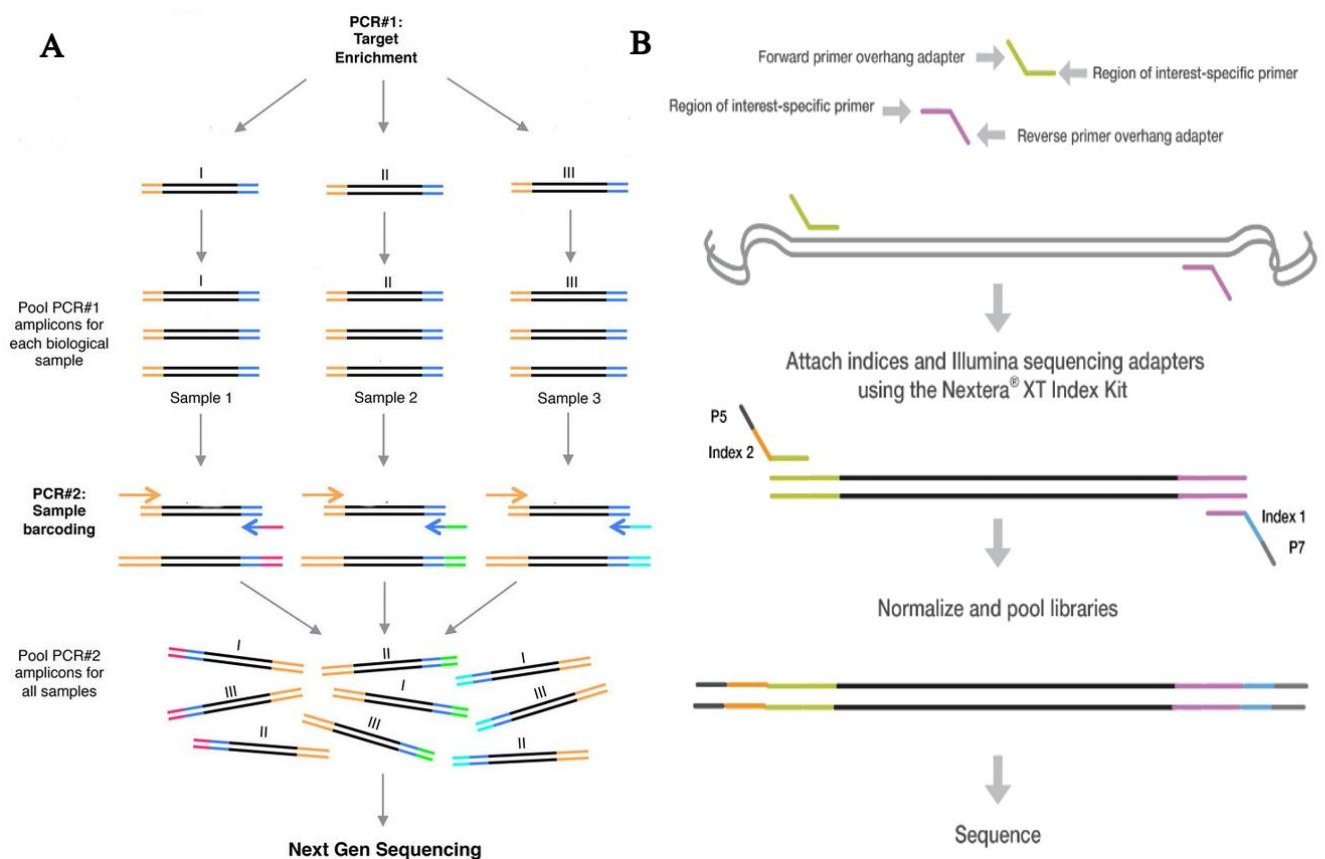 A
PCR#1:
Target
Enrichment
I
II
III
Pool PCR#1
amplicons for
each biological
sample
I
II
III
Sample 1
Sample 2
Sample 3
PCR#2:
Sample
barcoding
Pool PCR#2
amplicons for
all samples
I
II
I
III
I
III
II
III
II
Next Gen Sequencing
B
Forward primer overhang adapter
Region of interest-specific primer
Region of interest-specific primer
Reverse primer overhang adapter
Attach indices and Illumina sequencing adapters
using the Nextera® XT Index Kit
P5
Index 2
Index 1
P7
Normalize and pool libraries
Sequence